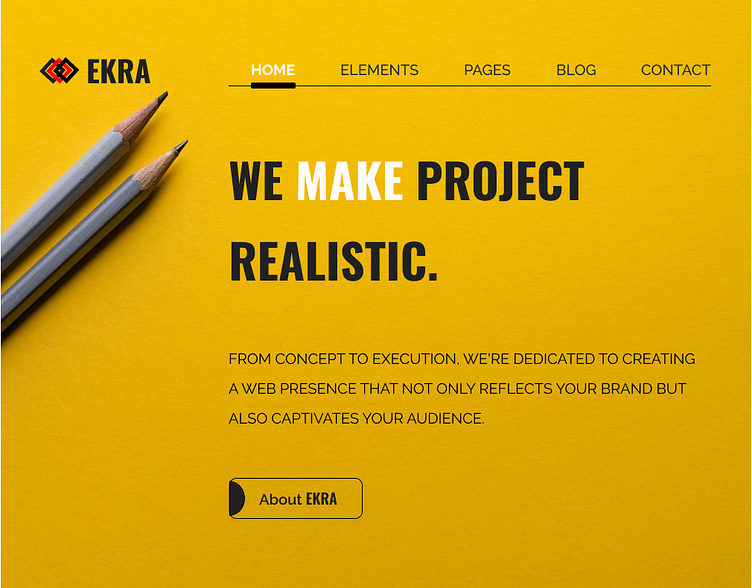 EKRA
HOME ELEMENTS PAGES BLOG CONTACT
WE MAKE PROJECT
REALISTIC.
FROM CONCEPT TO EXECUTION, WE'RE DEDICATED TO CREATING
A WEB PRESENCE THAT NOT ONLY REFLECTS YOUR BRAND BUT
ALSO CAPTIVATES YOUR AUDIENCE.
About EKRA